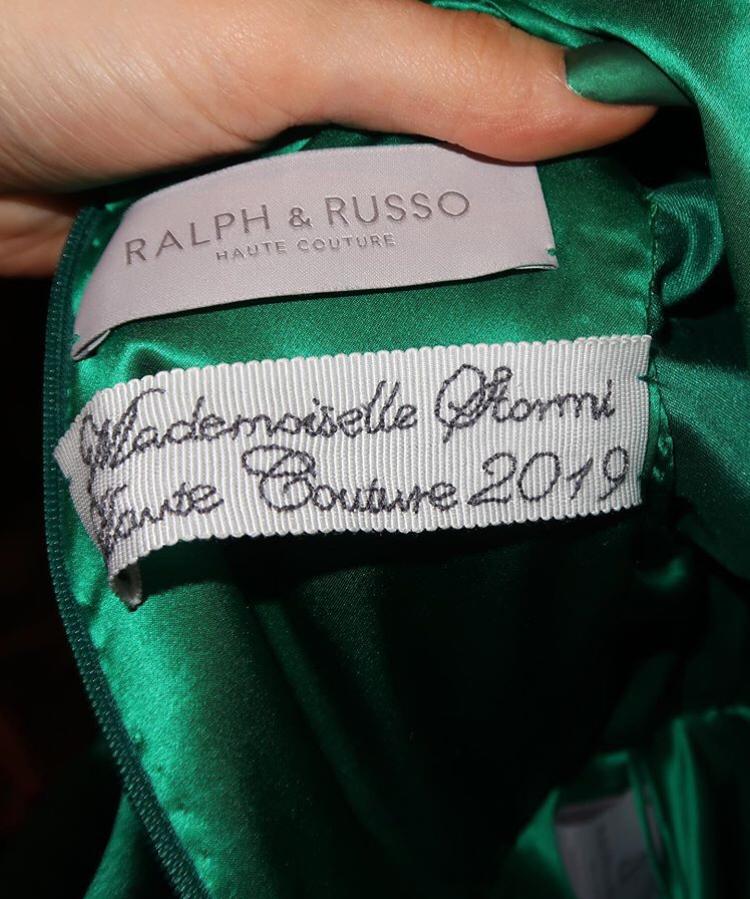 RALPH & RUSSO
HAUTE COUTURE
Mademoiselle Stormi
Haute Couture 2019